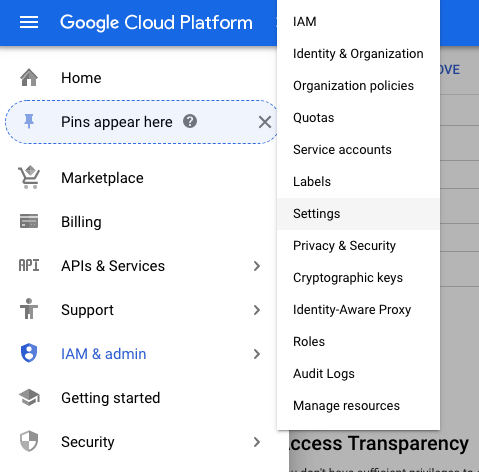 Google Cloud Platform
Home
Pins appear here
Marketplace
Billing
API APIs & Services
Support
IAM & admin
Getting started
Security
IAM
Identity & Organization
Organization policies
Quotas
Service accounts
Labels
Settings
Privacy & Security
Cryptographic keys
Identity-Aware Proxy
Roles
Audit Logs
Manage resources
OVE
ccess Transparency